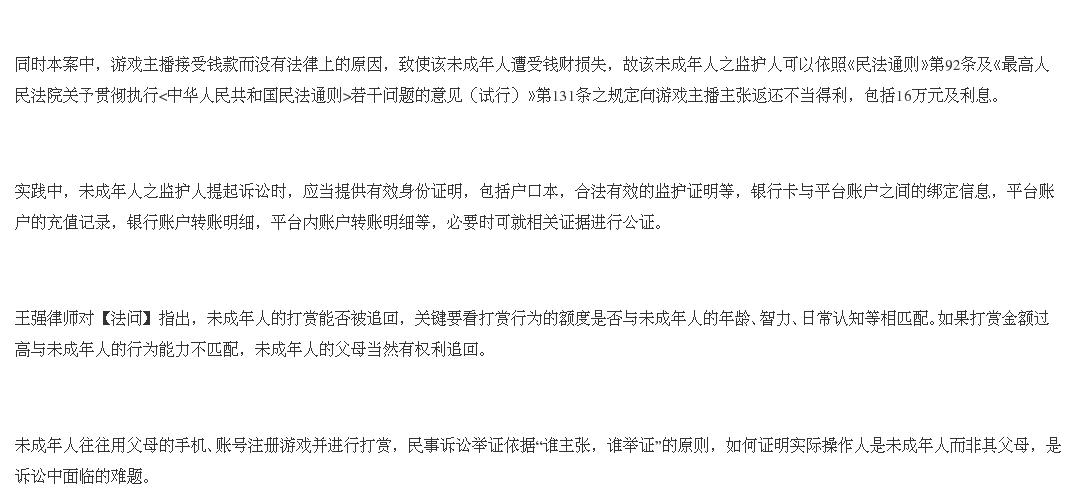 同时本案中，游戏主播接受钱款而没有法律上的原因，致使该未成年人遭受钱财损失，故该未成年人之监护人可以依照《民法通则》第92条及《最高人
民法院关于贯彻执行<中华人民共和国民法通则>若干问题的意见（试行）》第131条之规定向游戏主播主张返还不当得利，包括16万元及利息。
实践中，未成年人之监护人提起诉讼时，应当提供有效身份证明，包括户口本，合法有效的监护证明等，银行卡与平台账户之间的绑定信息，平台账
户的充值记录，银行账户转账明细，平台内账户转账明细等，必要时可就相关证据进行公证。
王强律师对【法问】指出，未成年人的打赏能否被追回，关键要看打赏行为的额度是否与未成年人的年龄、智力、日常认知等相匹配。如果打赏金额过
高与未成年人的行为能力不匹配，未成年人的父母当然有权利追回。
未成年人往往用父母的手机、账号注册游戏并进行打赏，民事诉讼举证依据“谁主张，谁举证”的原则，如何证明实际操作人是未成年人而非其父母，是
诉讼中面临的难题。